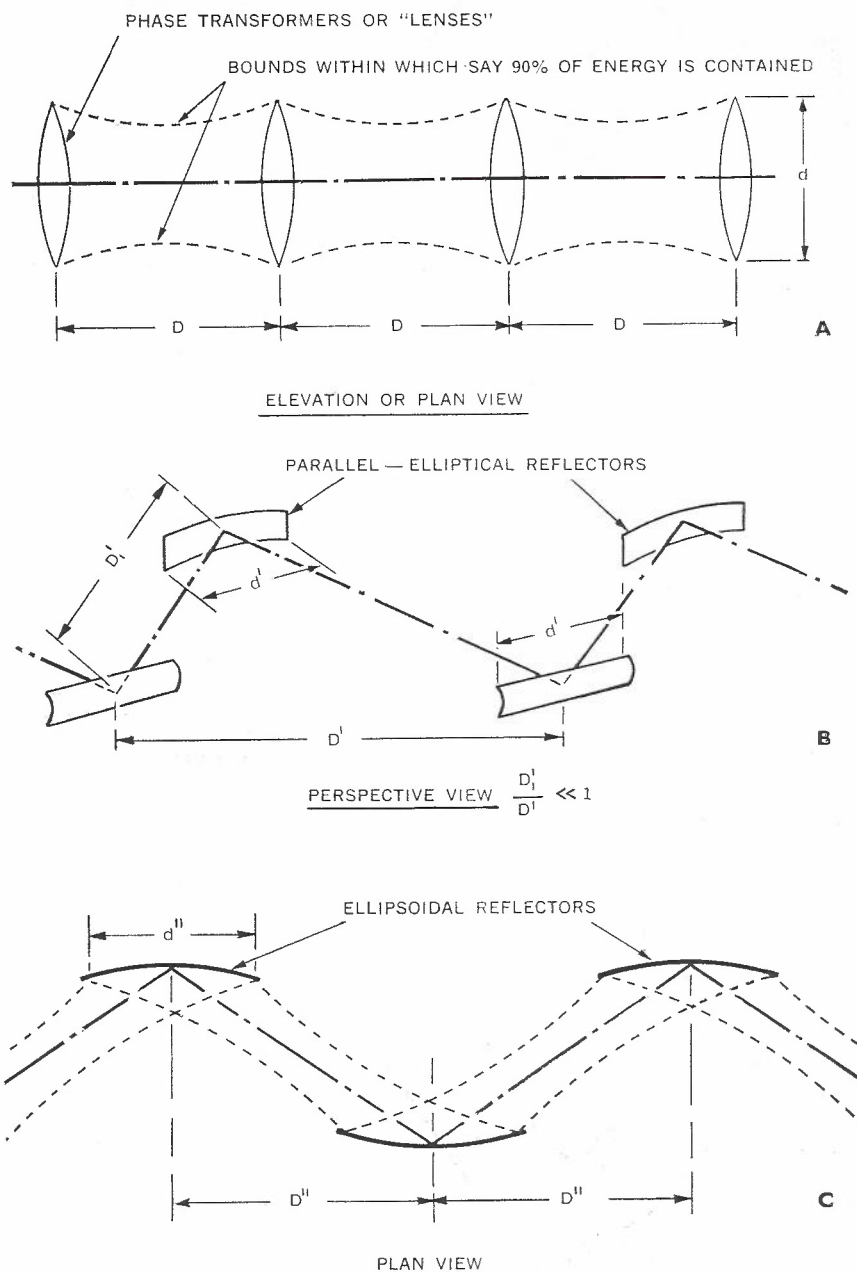 PHASE TRANSFORMERS OR "LENSES"
BOUNDS WITHIN WHICH SAY 90% OF ENERGY IS CONTAINED
d
D
D
D
A
ELEVATION OR PLAN VIEW
PARALLEL — ELLIPTICAL REFLECTORS
D'₁
d'
d'
D'
B
PERSPECTIVE VIEW D'₁/D' << 1
ELLIPSOIDAL REFLECTORS
d"
D"
D"
C
PLAN VIEW